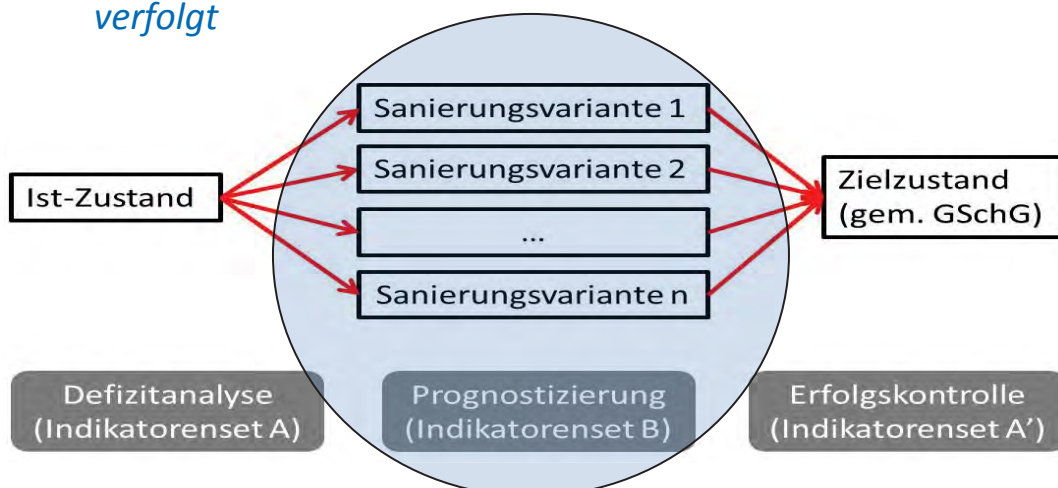 verfolgt
Sanierungsvariante 1
Sanierungsvariante 2
...
Sanierungsvariante n
Ist-Zustand
Zielzustand
(gem. GSchG)
Defizitanalyse
(Indikatorenset A)
Prognostizierung
(Indikatorenset B)
Erfolgskontrolle
(Indikatorenset A’)